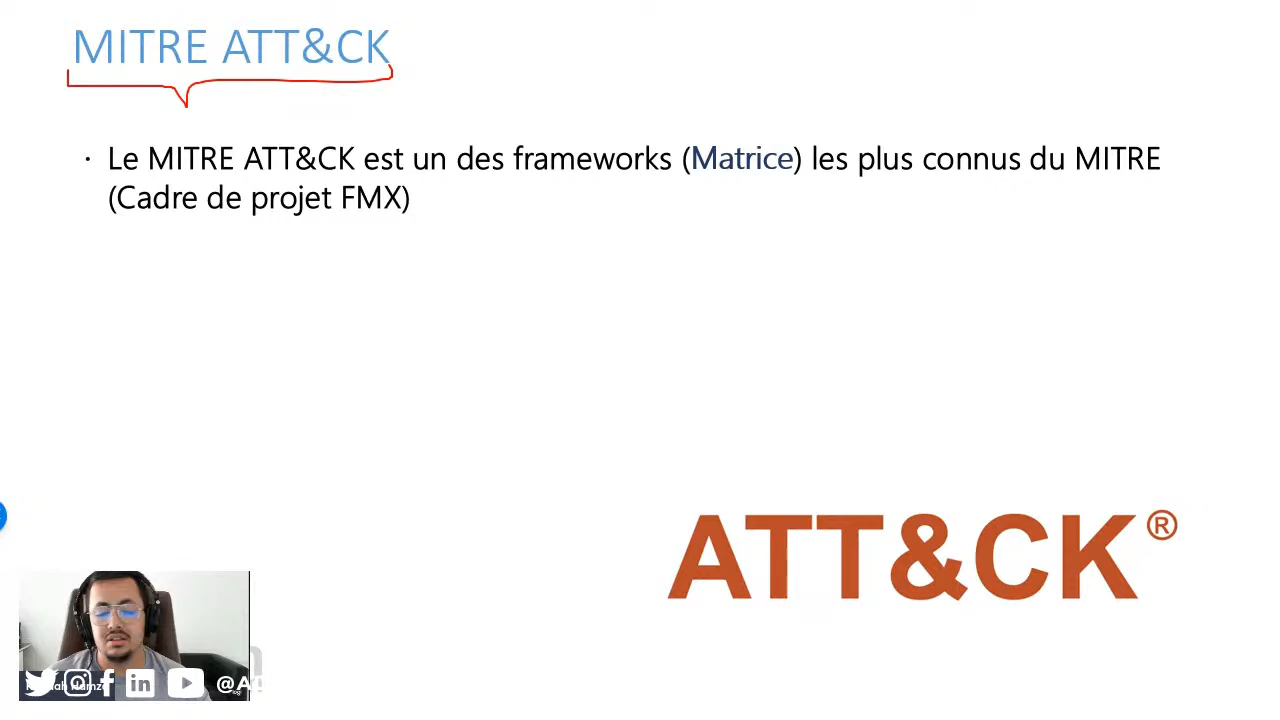 MITRE ATT&CK
· Le MITRE ATT&CK est un des frameworks (Matrice) les plus connus du MITRE
(Cadre de projet FMX)
ATT&CK®
in